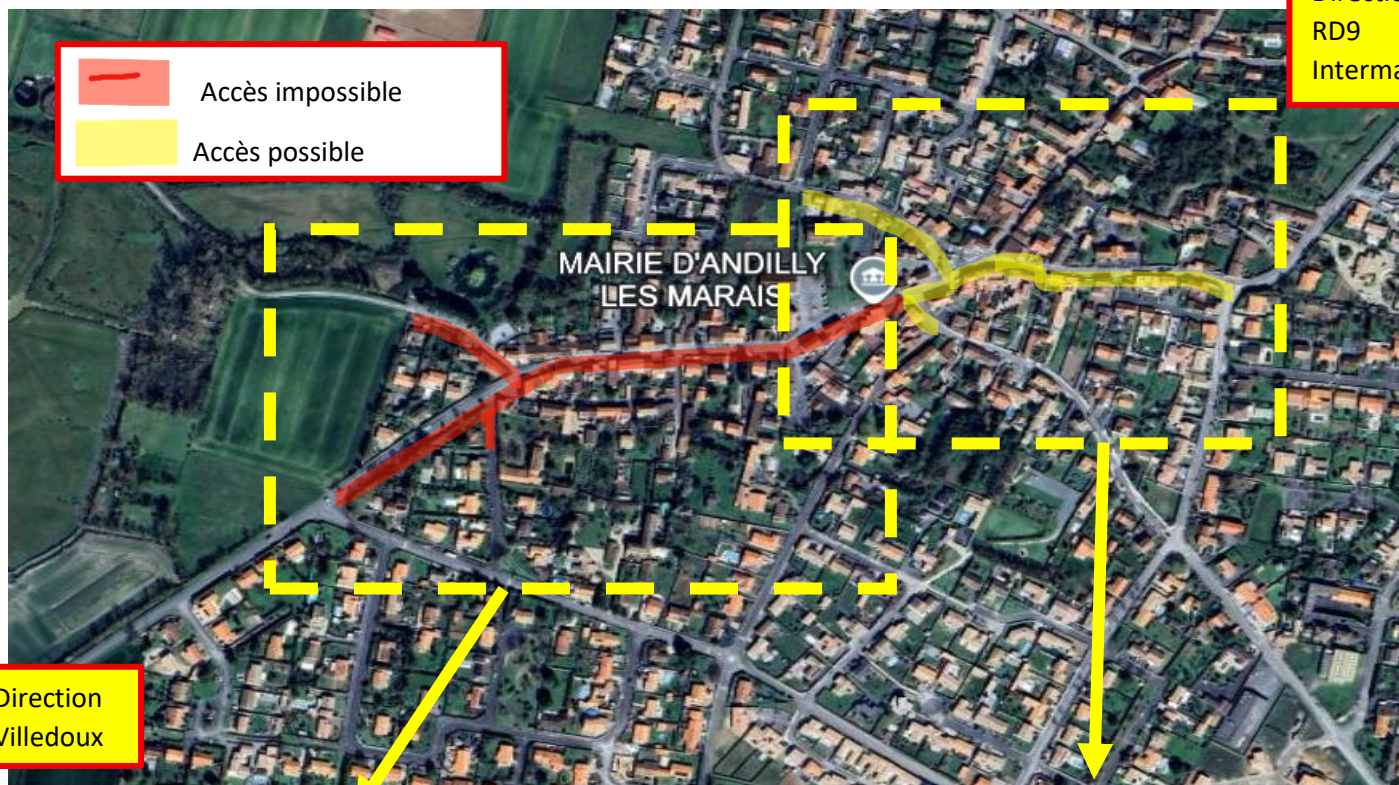 RD9
Accès impossible
Accès possible
MAIRIE D'ANDILLY
LES MARAIS
Direction
Villedoux